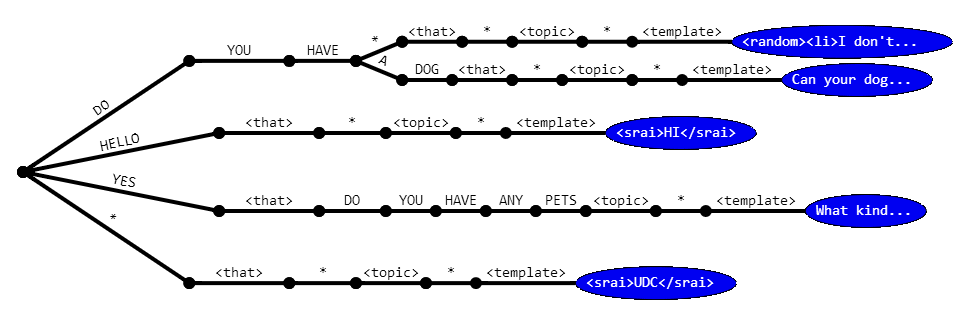 * <that> * <topic> * <template> <random><li>I don't...
DO YOU HAVE A DOG <that> * <topic> * <template> Can your dog...
HELLO <that> * <topic> * <template> <srai>HI</srai>
YES <that> DO YOU HAVE ANY PETS <topic> * <template> What kind...
* <that> * <topic> * <template> <srai>UDC</srai>